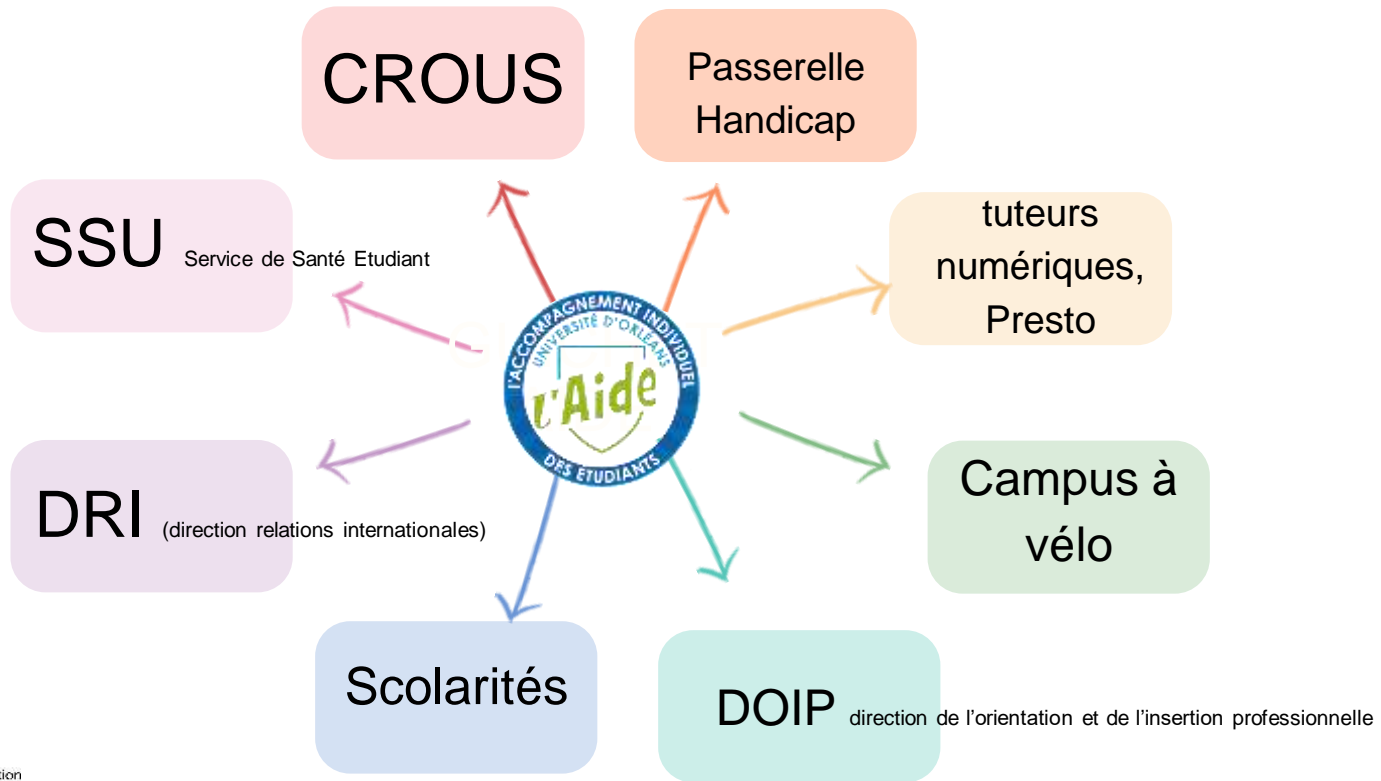 CROUS
Passerelle
Handicap
SSU Service de Santé Etudiant
tuteurs
numériques,
Presto
L'ACCOMPAGNEMENT INDIVIDUEL
UNIVERSITÉ D'ORLÉANS
l'Aide
DES ETUDIANTS
DRI (direction relations internationales)
Campus à
vélo
Scolarités
DOIP direction de l'orientation et de l'insertion professionnelle